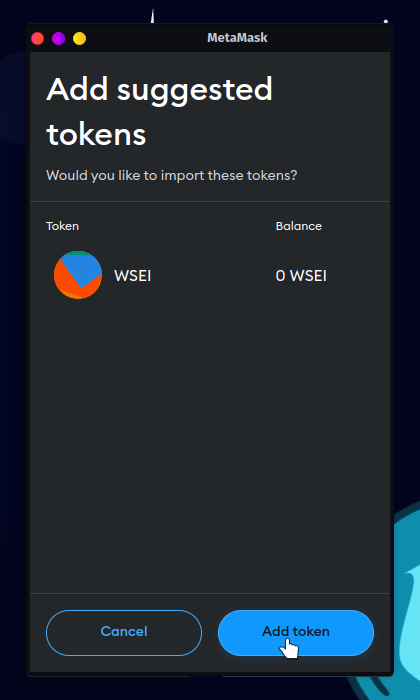 MetaMask
Add suggested
tokens
Would you like to import these tokens?
Token Balance
WSEI 0 WSEI
Cancel Add token